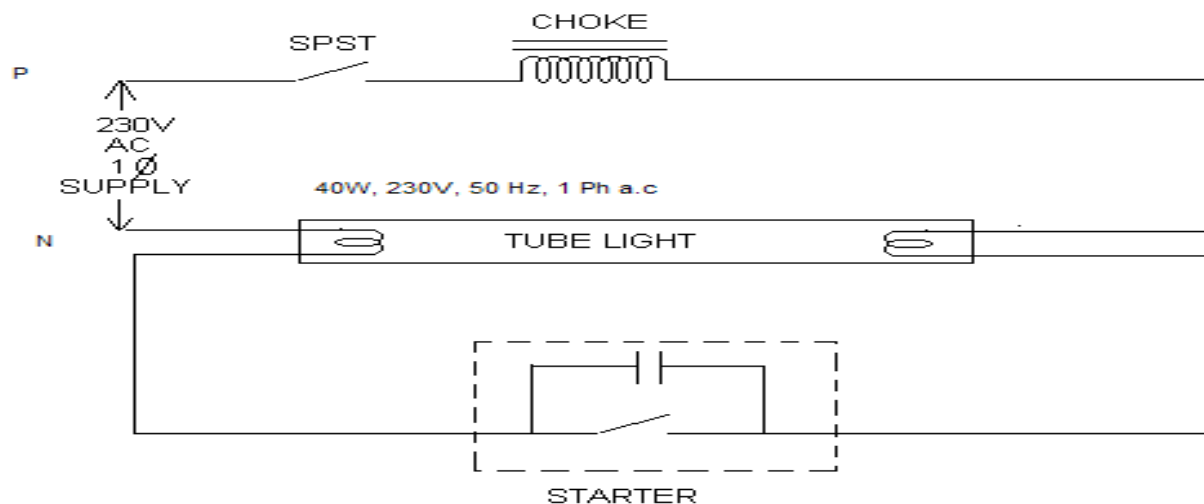 CHOKE
SPST
P
230V
AC
1 Ø
SUPPLY
40W, 230V, 50 Hz, 1 Ph a.c
N
TUBE LIGHT
STARTER